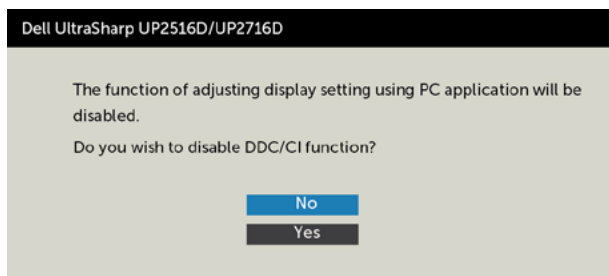 Dell UltraSharp UP2516D/UP2716D
The function of adjusting display setting using PC application will be
disabled.
Do you wish to disable DDC/CI function?
No
Yes